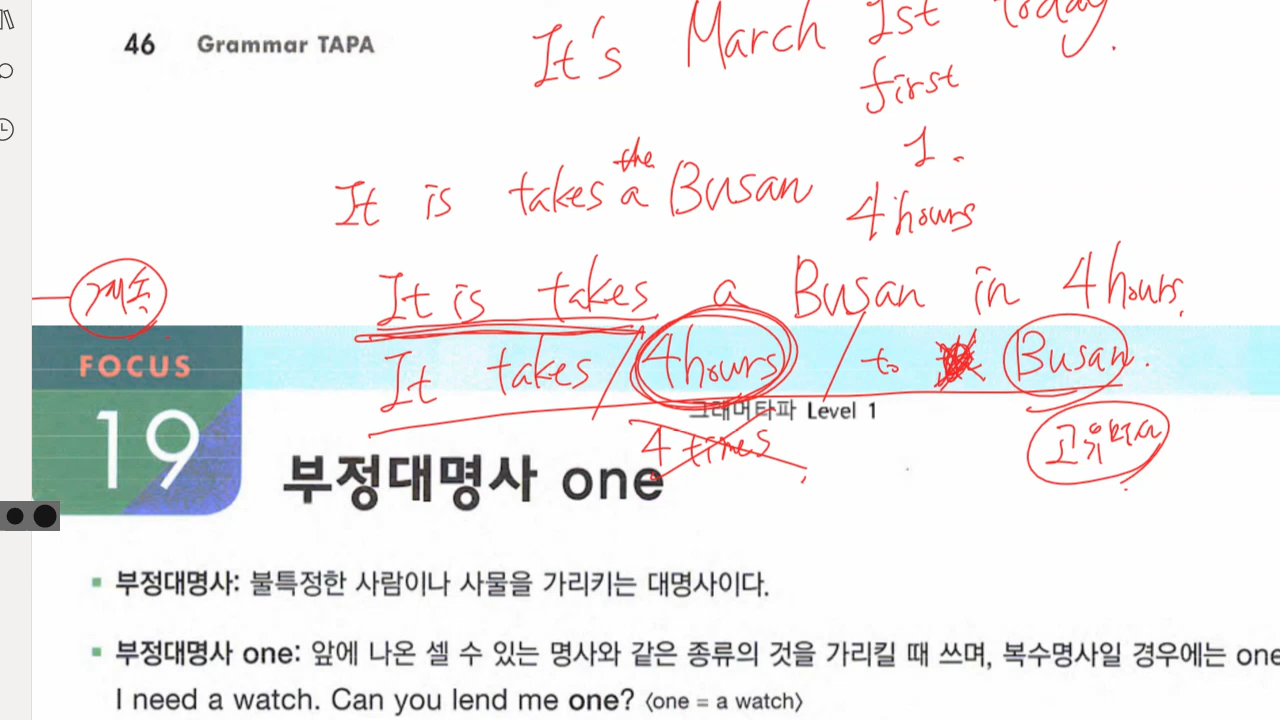 46 Grammar TAPA
It's March 1st today.
first
1.
It is takes a the Busan 4 hours
It is takes a Busan in 4 hours.
계속
It takes / 4 hours / to Busan.
FOCUS
19
그래머타파 Level 1
4 times
고유명사
부정대명사 one
부정대명사: 불특정한 사람이나 사물을 가리키는 대명사이다.
부정대명사 one: 앞에 나온 셀 수 있는 명사와 같은 종류의 것을 가리킬 때 쓰며, 복수명사일 경우에는 one
I need a watch. Can you lend me one? 〈one = a watch〉